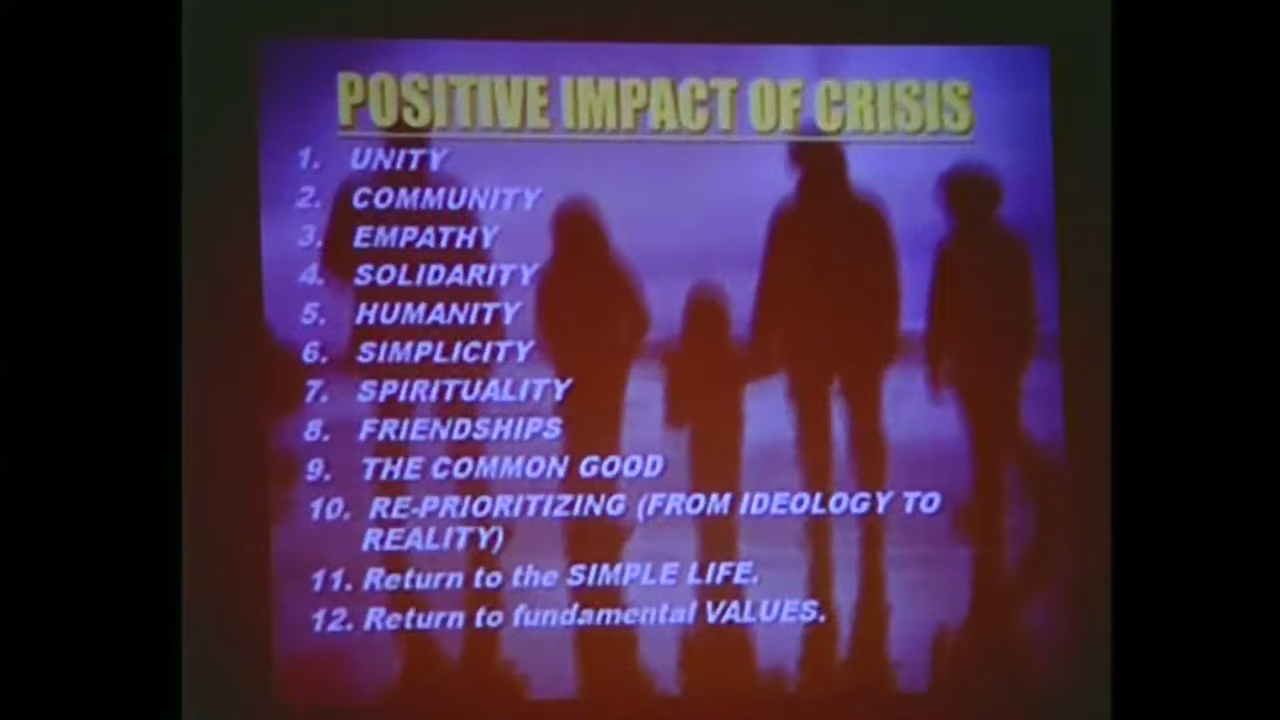 POSITIVE IMPACT OF CRISIS
1. UNITY
2. COMMUNITY
3. EMPATHY
4. SOLIDARITY
5. HUMANITY
6. SIMPLICITY
7. SPIRITUALITY
8. FRIENDSHIPS
9. THE COMMON GOOD
10. RE-PRIORITIZING (FROM IDEOLOGY TO
REALITY)
11. Return to the SIMPLE LIFE.
12. Return to fundamental VALUES.